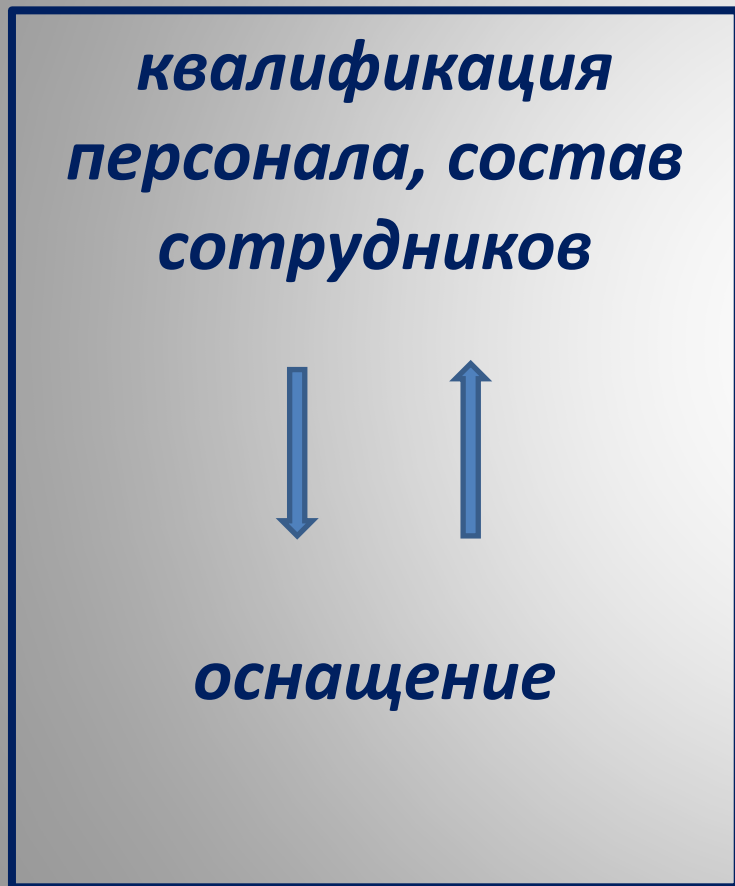 квалификация
персонала, состав
сотрудников
оснащение